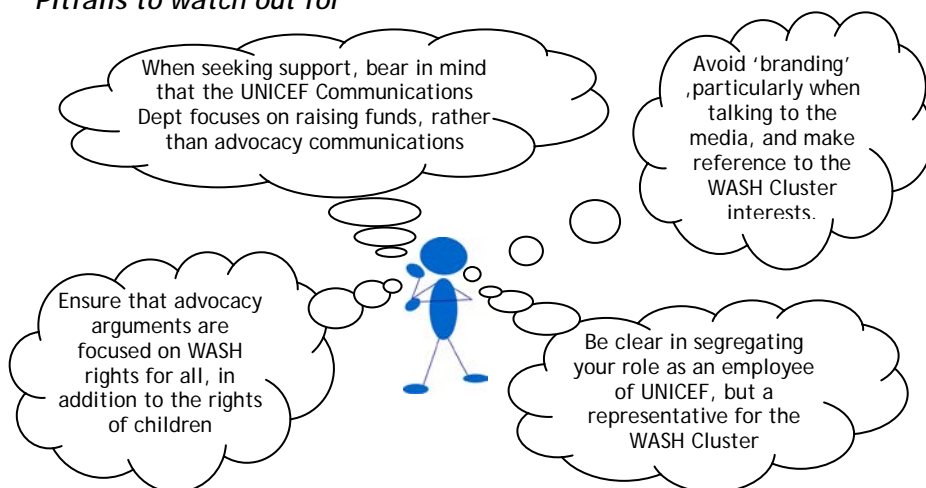 Pitfalls to watch out for
When seeking support, bear in mind
that the UNICEF Communications
Dept focuses on raising funds, rather
than advocacy communications
Avoid ‘branding’
,particularly when
talking to the
media, and make
reference to the
WASH Cluster
interests.
Ensure that advocacy
arguments are
focused on WASH
rights for all, in
addition to the rights
of children
Be clear in segregating
your role as an employee
of UNICEF, but a
representative for the
WASH Cluster